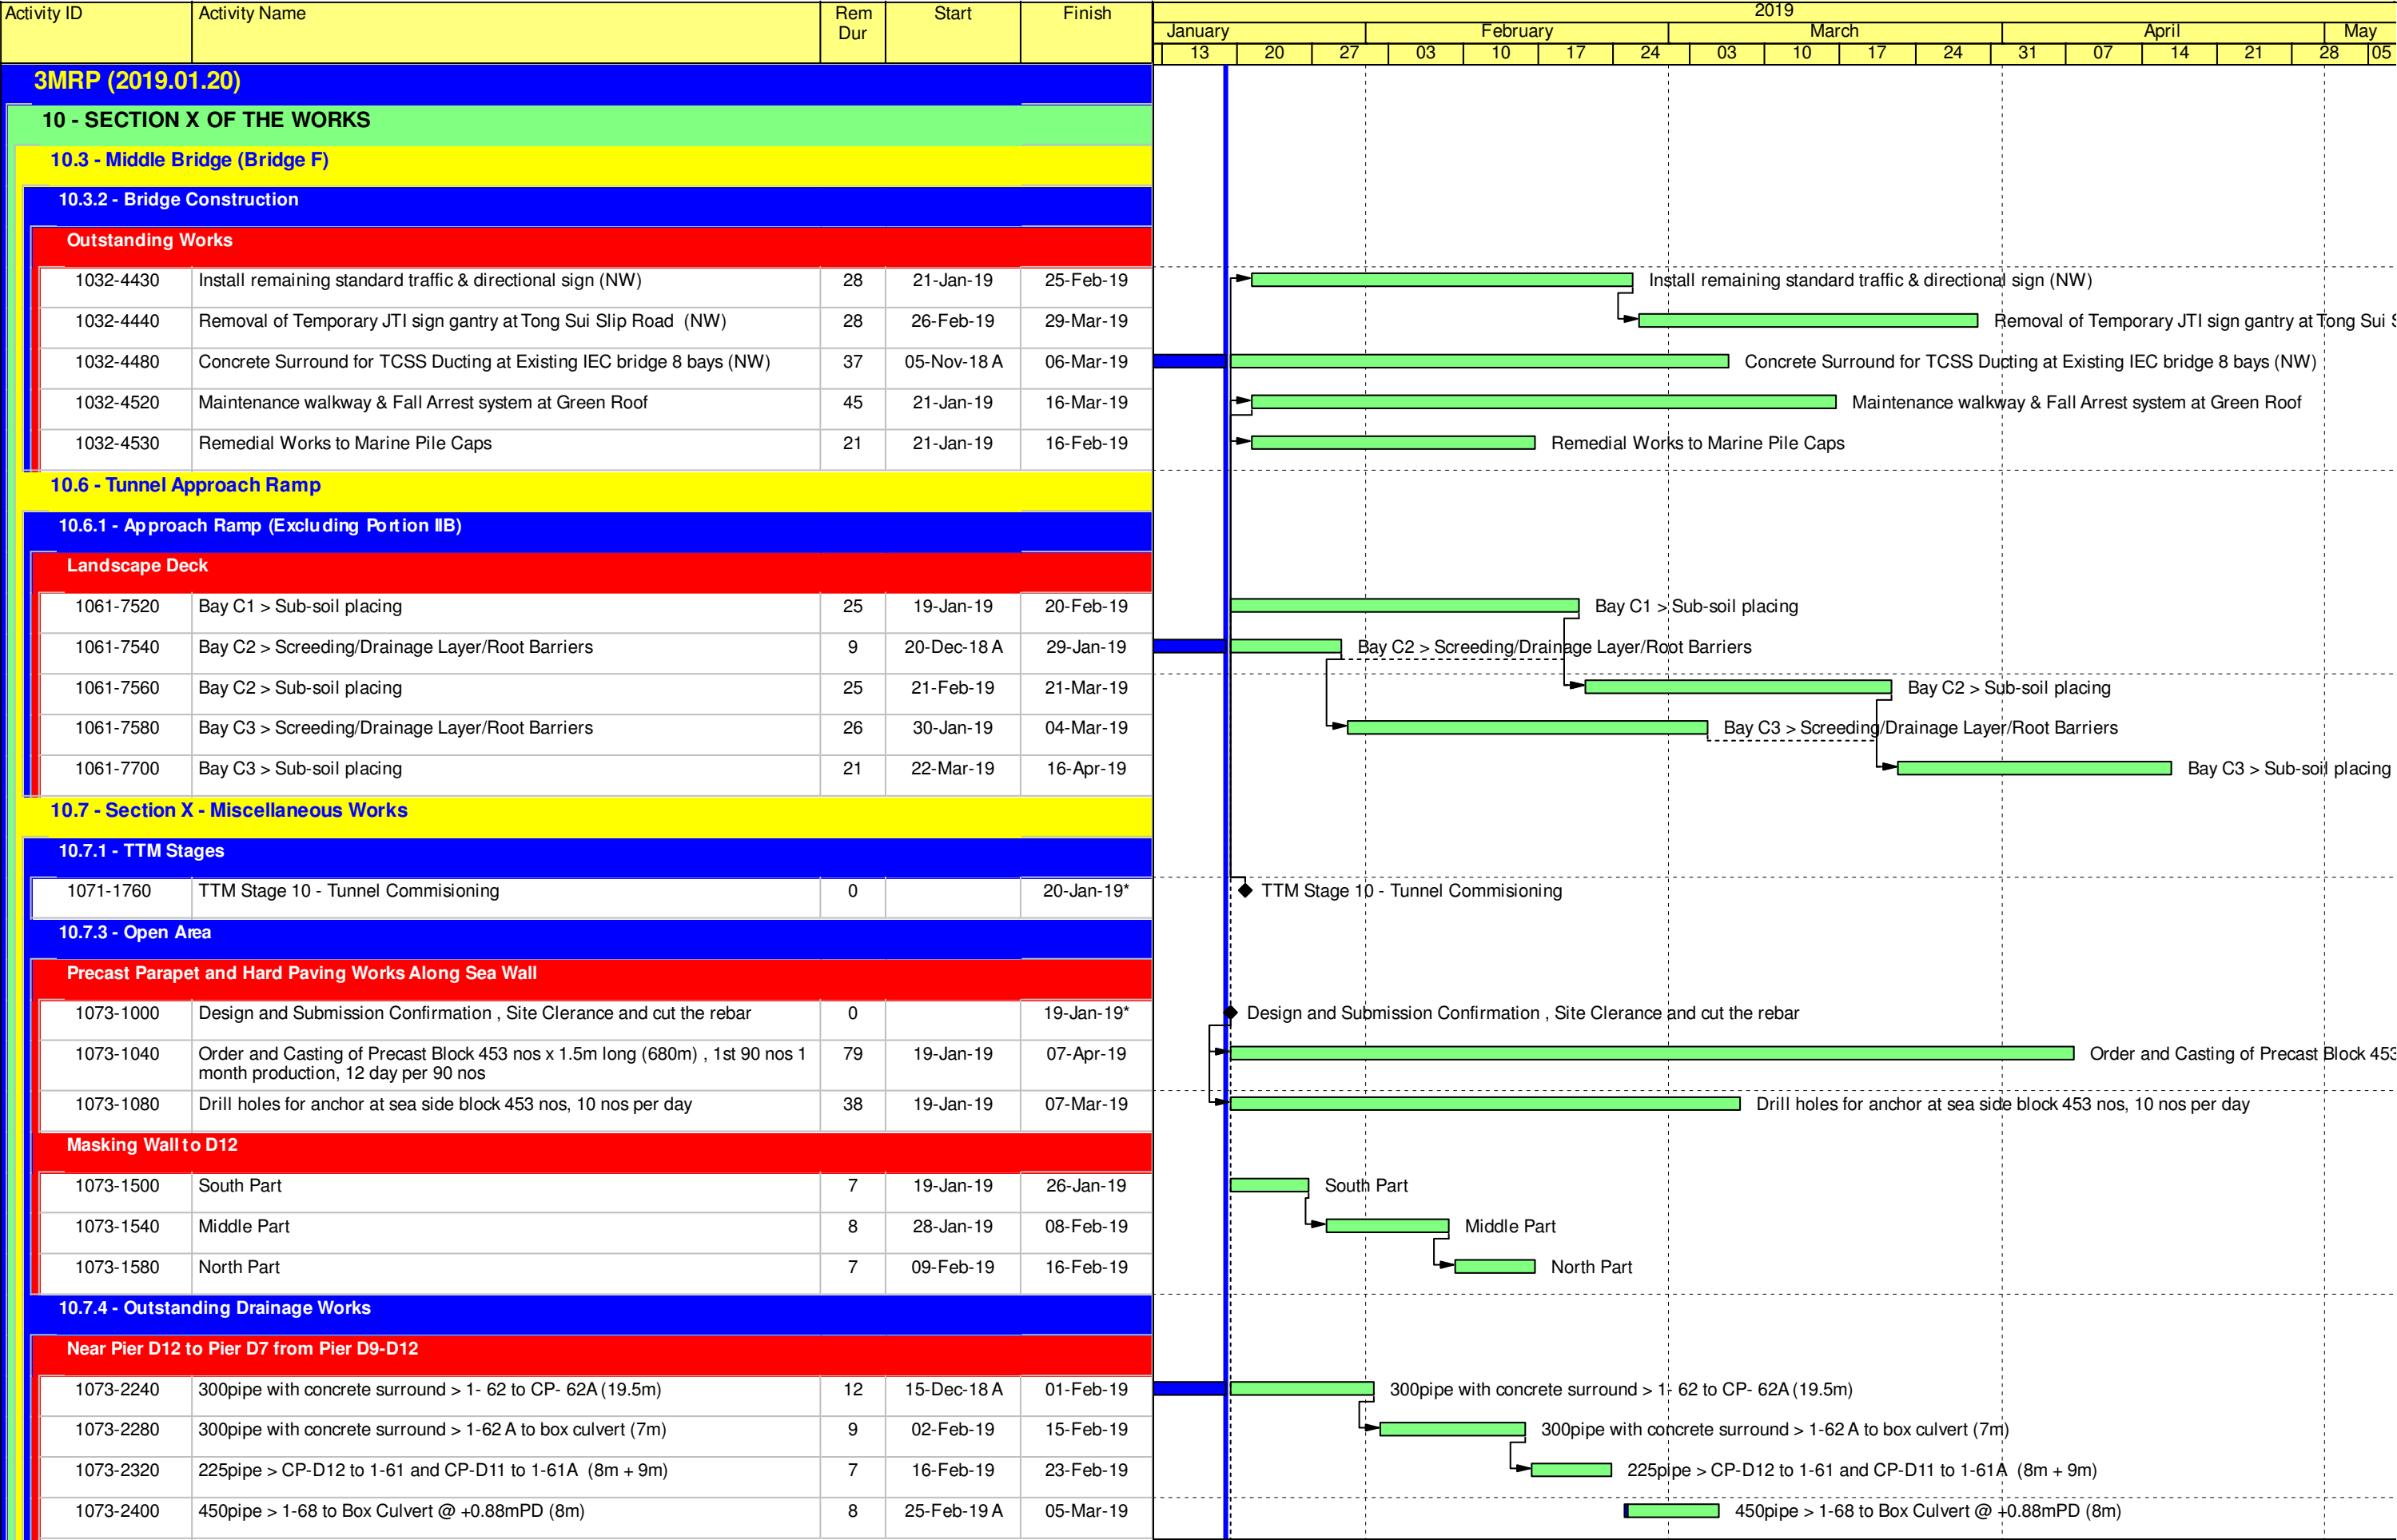 Activity ID Activity Name Rem Dur Start Finish 2019
January February March April May
13 20 27 03 10 17 24 03 10 17 24 31 07 14 21 28 05
3MRP (2019.01.20)
10 - SECTION X OF THE WORKS
10.3 - Middle Bridge (Bridge F)
10.3.2 - Bridge Construction
Outstanding Works
1032-4430 Install remaining standard traffic & directional sign (NW) 28 21-Jan-19 25-Feb-19 Install remaining standard traffic & directional sign (NW)
1032-4440 Removal of Temporary JTI sign gantry at Tong Sui Slip Road (NW) 28 26-Feb-19 29-Mar-19 Removal of Temporary JTI sign gantry at Tong Sui S
1032-4480 Concrete Surround for TCSS Ducting at Existing IEC bridge 8 bays (NW) 37 05-Nov-18 A 06-Mar-19 Concrete Surround for TCSS Ducting at Existing IEC bridge 8 bays (NW)
1032-4520 Maintenance walkway & Fall Arrest system at Green Roof 45 21-Jan-19 16-Mar-19 Maintenance walkway & Fall Arrest system at Green Roof
1032-4530 Remedial Works to Marine Pile Caps 21 21-Jan-19 16-Feb-19 Remedial Works to Marine Pile Caps
10.6 - Tunnel Approach Ramp
10.6.1 - Approach Ramp (Excluding Portion IIB)
Landscape Deck
1061-7520 Bay C1 > Sub-soil placing 25 19-Jan-19 20-Feb-19 Bay C1 > Sub-soil placing
1061-7540 Bay C2 > Screeding/Drainage Layer/Root Barriers 9 20-Dec-18 A 29-Jan-19 Bay C2 > Screeding/Drainage Layer/Root Barriers
1061-7560 Bay C2 > Sub-soil placing 25 21-Feb-19 21-Mar-19 Bay C2 > Sub-soil placing
1061-7580 Bay C3 > Screeding/Drainage Layer/Root Barriers 26 30-Jan-19 04-Mar-19 Bay C3 > Screeding/Drainage Layer/Root Barriers
1061-7700 Bay C3 > Sub-soil placing 21 22-Mar-19 16-Apr-19 Bay C3 > Sub-soil placing
10.7 - Section X - Miscellaneous Works
10.7.1 - TTM Stages
1071-1760 TTM Stage 10 - Tunnel Commisioning 0 20-Jan-19* TTM Stage 10 - Tunnel Commisioning
10.7.3 - Open Area
Precast Parapet and Hard Paving Works Along Sea Wall
1073-1000 Design and Submission Confirmation , Site Clerance and cut the rebar 0 19-Jan-19* Design and Submission Confirmation , Site Clerance and cut the rebar
1073-1040 Order and Casting of Precast Block 453 nos x 1.5m long (680m) , 1st 90 nos 1 79 19-Jan-19 07-Apr-19 Order and Casting of Precast Block 453
month production, 12 day per 90 nos
1073-1080 Drill holes for anchor at sea side block 453 nos, 10 nos per day 38 19-Jan-19 07-Mar-19 Drill holes for anchor at sea side block 453 nos, 10 nos per day
Masking Wall to D12
1073-1500 South Part 7 19-Jan-19 26-Jan-19 South Part
1073-1540 Middle Part 8 28-Jan-19 08-Feb-19 Middle Part
1073-1580 North Part 7 09-Feb-19 16-Feb-19 North Part
10.7.4 - Outstanding Drainage Works
Near Pier D12 to Pier D7 from Pier D9-D12
1073-2240 300pipe with concrete surround > 1- 62 to CP- 62A (19.5m) 12 15-Dec-18 A 01-Feb-19 300pipe with concrete surround > 1- 62 to CP- 62A (19.5m)
1073-2280 300pipe with concrete surround > 1-62 A to box culvert (7m) 9 02-Feb-19 15-Feb-19 300pipe with concrete surround > 1-62 A to box culvert (7m)
1073-2320 225pipe > CP-D12 to 1-61 and CP-D11 to 1-61A (8m + 9m) 7 16-Feb-19 23-Feb-19 225pipe > CP-D12 to 1-61 and CP-D11 to 1-61A (8m + 9m)
1073-2400 450pipe > 1-68 to Box Culvert @ +0.88mPD (8m) 8 25-Feb-19 A 05-Mar-19 450pipe > 1-68 to Box Culvert @ +0.88mPD (8m)